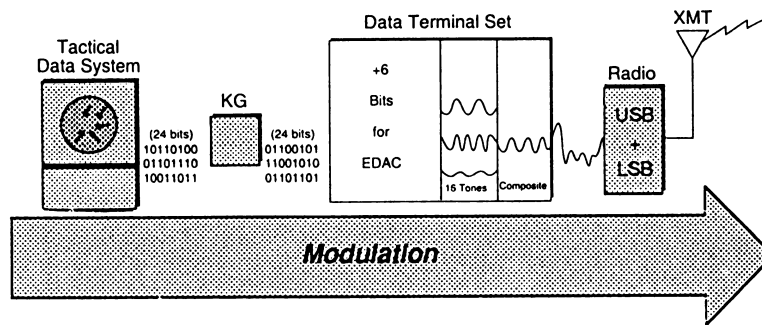 Data Terminal Set
XMT
Tactical
Data System
KG
Radio
+6
Bits
for
EDAC
(24 bits)
10110100
01101110
10011011
(24 bits)
01100101
11001010
01101101
16 Tones
Composite
USB
+
LSB
Modulation